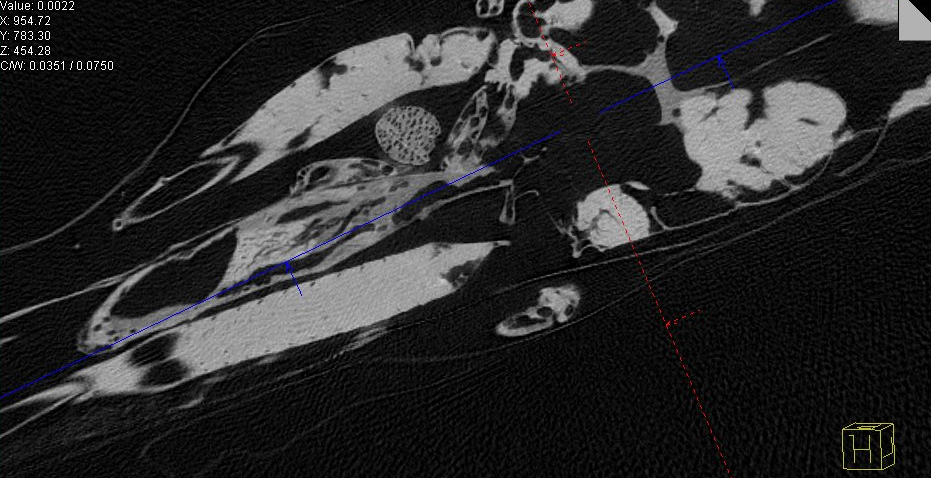 Value: 0.0022
X: 954.72
Y: 783.30
Z: 454.28
C/W: 0.0351 / 0.0750
H